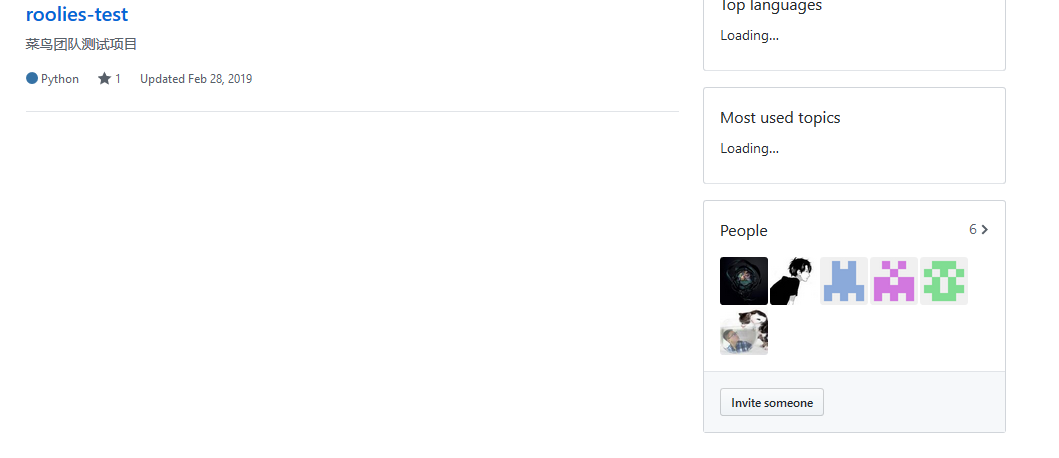 roolies-test
菜鸟团队测试项目
Python 1 Updated Feb 28, 2019
Top languages
Loading...
Most used topics
Loading...
People 6
Invite someone